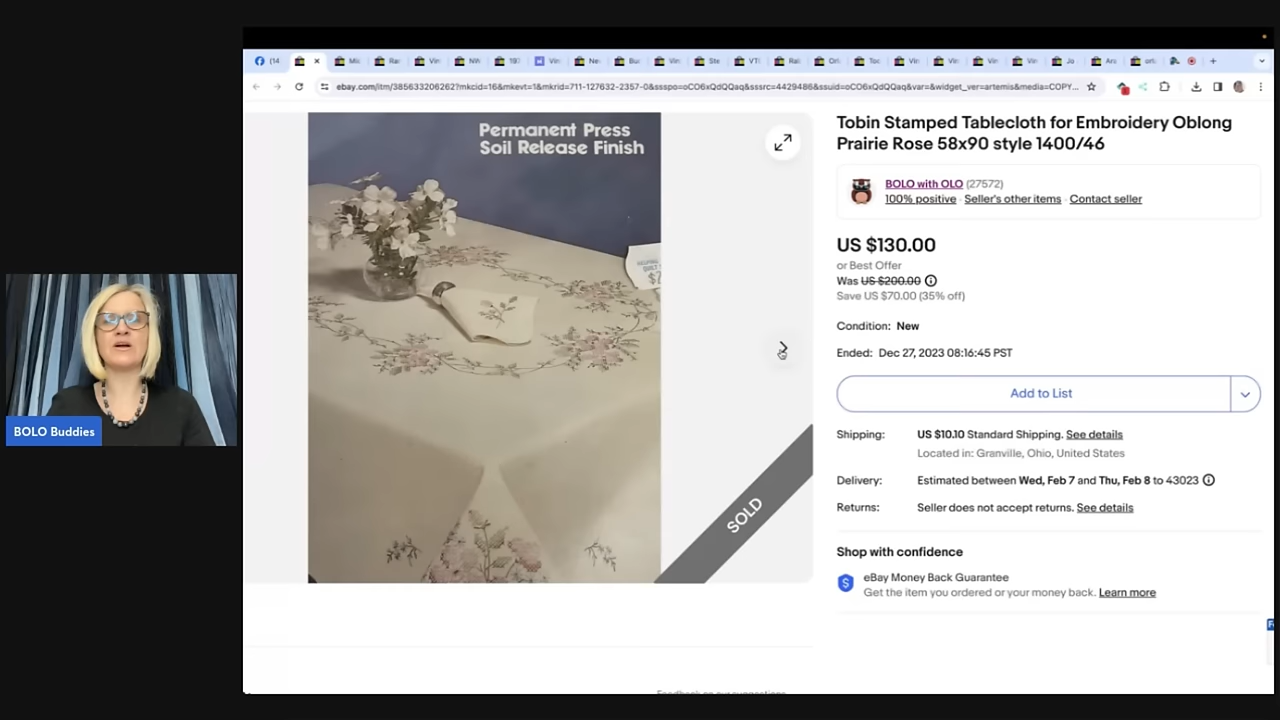 ebay.com/itm/385633206262?mkcid=16&mkevt=1&mkrid=711-127632-2357-0&ssspo=oCO6xQdQQaq&sssrc=4429486&ssuid=oCO6xQdQQaq&var=&widget_ver=artemis&media=COPY...
Permanent Press
Soil Release Finish
SOLD
Tobin Stamped Tablecloth for Embroidery Oblong
Prairie Rose 58x90 style 1400/46
BOLO with OLO (27572)
100% positive · Seller's other items · Contact seller
US $130.00
or Best Offer
Was US $200.00
Save US $70.00 (35% off)
Condition: New
Ended: Dec 27, 2023 08:16:45 PST
Add to List
Shipping: US $10.10 Standard Shipping. See details
Located in: Granville, Ohio, United States
Delivery: Estimated between Wed, Feb 7 and Thu, Feb 8 to 43023
Returns: Seller does not accept returns. See details
Shop with confidence
eBay Money Back Guarantee
Get the item you ordered or your money back. Learn more
BOLO Buddies